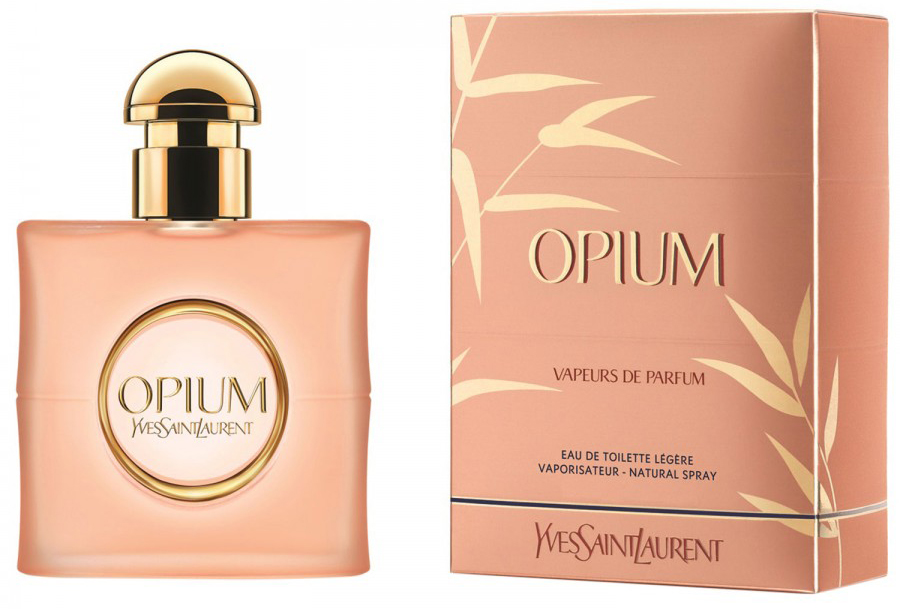 OPIUM
YVESSAINTLAURENT
OPIUM
VAPEURS DE PARFUM
EAU DE TOILETTE LÉGÈRE
VAPORISATEUR - NATURAL SPRAY
YVESSAINTLAURENT